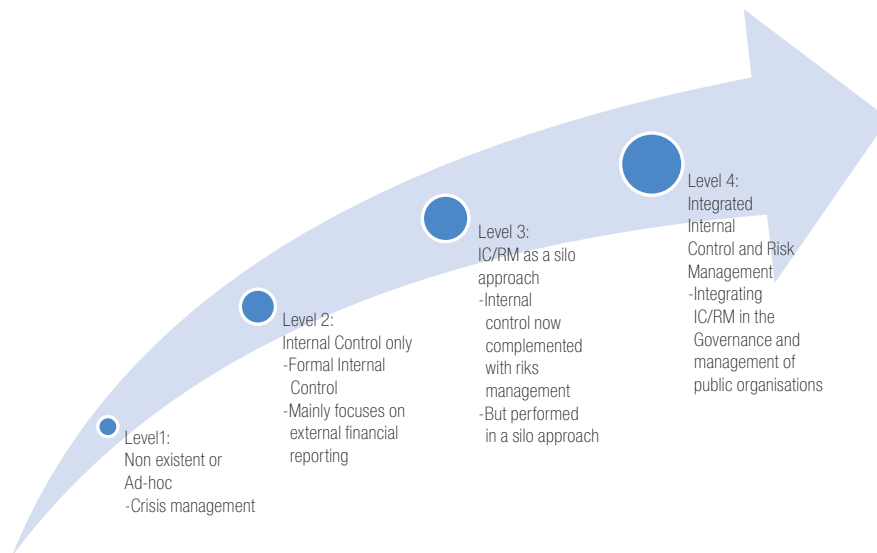 Level1:
Non existent or
Ad-hoc
-Crisis management
Level 2:
Internal Control only
-Formal Internal
Control
-Mainly focuses on
external financial
reporting
Level 3:
IC/RM as a silo
approach
-Internal
control now
complemented
with riks
management
-But performed
in a silo approach
Level 4:
Integrated
Internal
Control and Risk
Management
-Integrating
IC/RM in the
Governance and
management of
public organisations